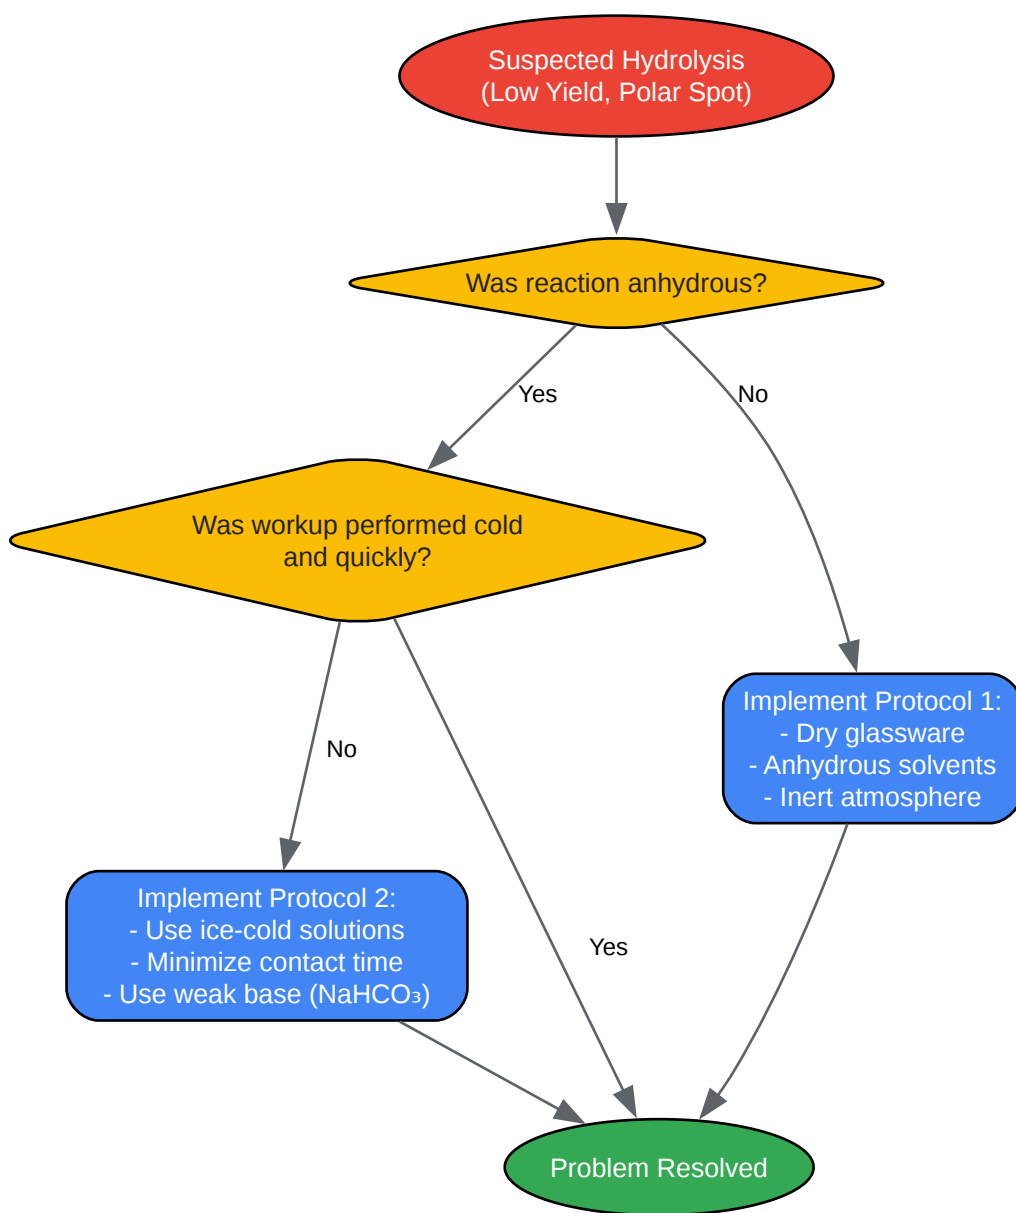 Suspected Hydrolysis
(Low Yield, Polar Spot)
Was reaction anhydrous?
Yes
No
Was workup performed cold
and quickly?
Implement Protocol 1:
- Dry glassware
- Anhydrous solvents
- Inert atmosphere
No
Implement Protocol 2:
- Use ice-cold solutions
- Minimize contact time
- Use weak base (NaHCO₃)
Yes
Problem Resolved